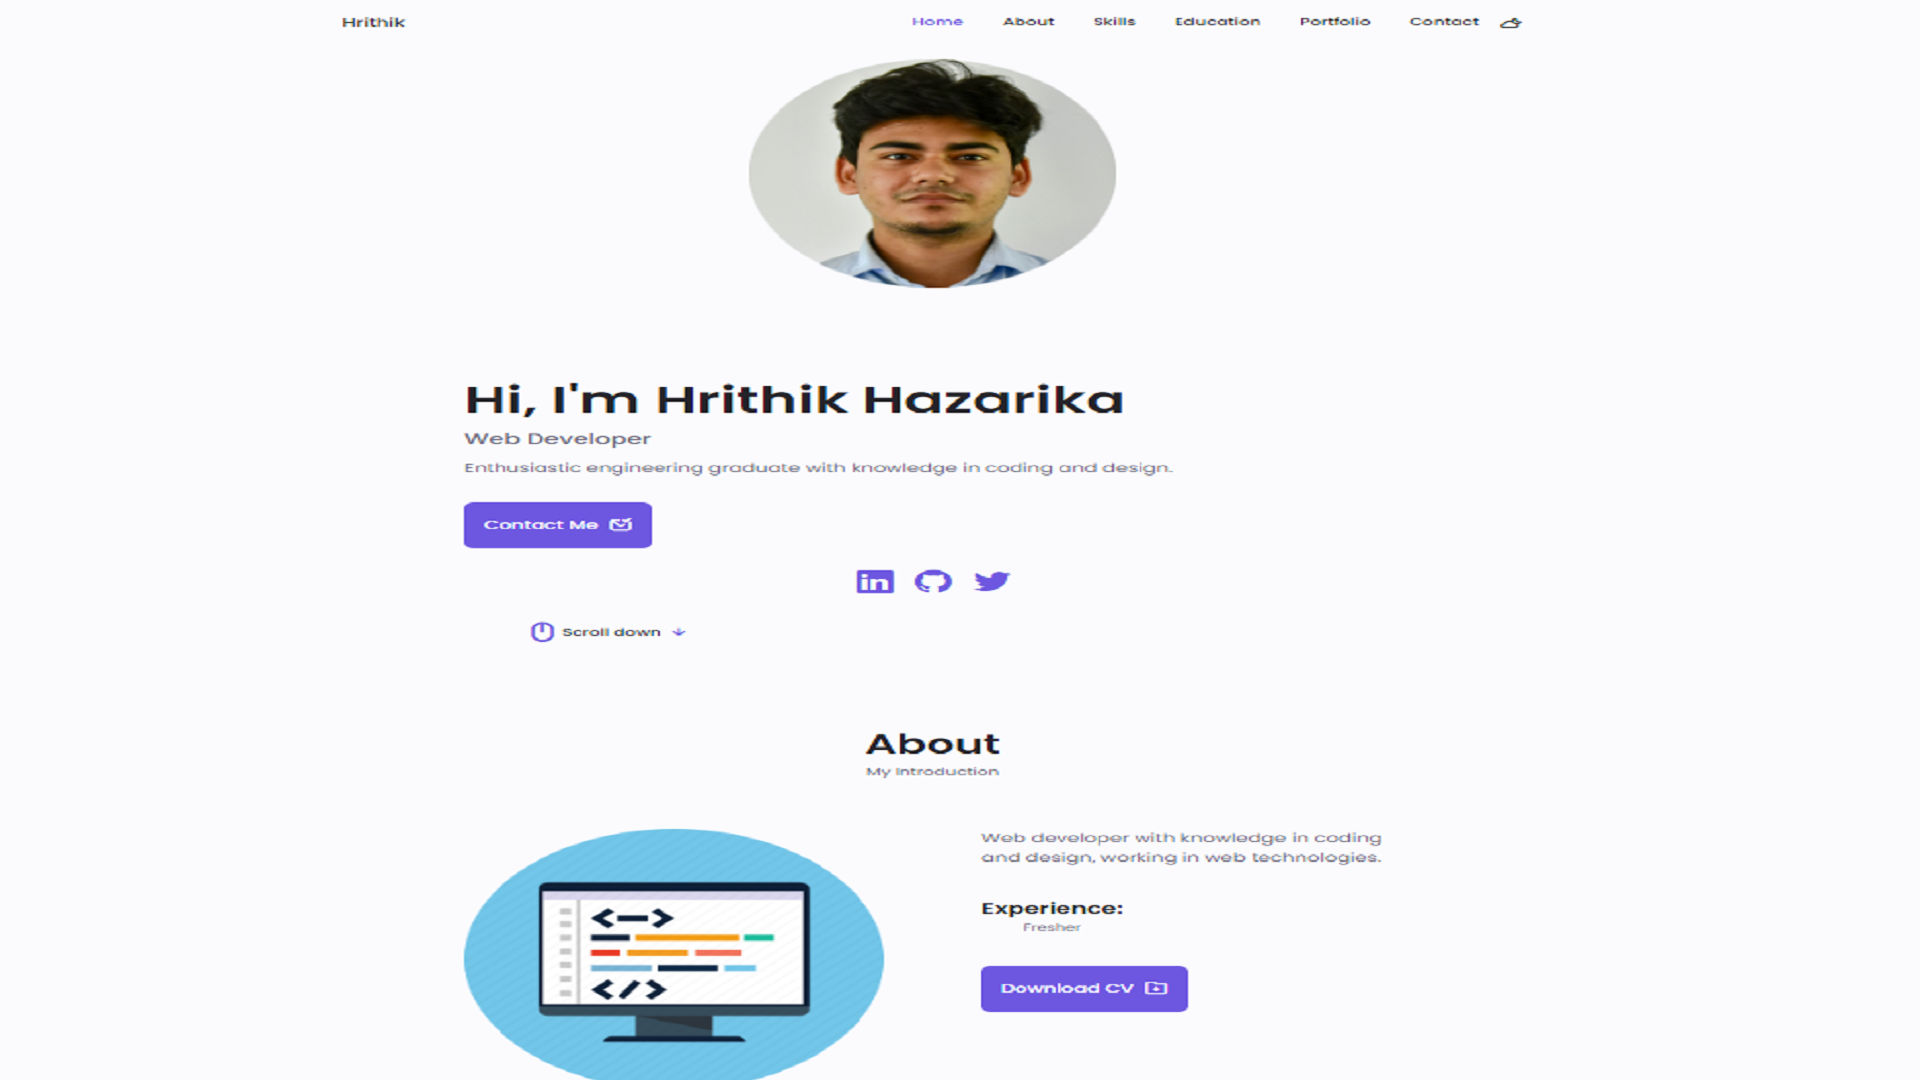 Hrithik
Home About Skills Education Portfolio Contact
Hi, I'm Hrithik Hazarika
Web Developer
Enthusiastic engineering graduate with knowledge in coding and design.
Contact Me
in
Scroll down
About
My Introduction
Web developer with knowledge in coding
and design, working in web technologies.
Experience:
Fresher
Download CV